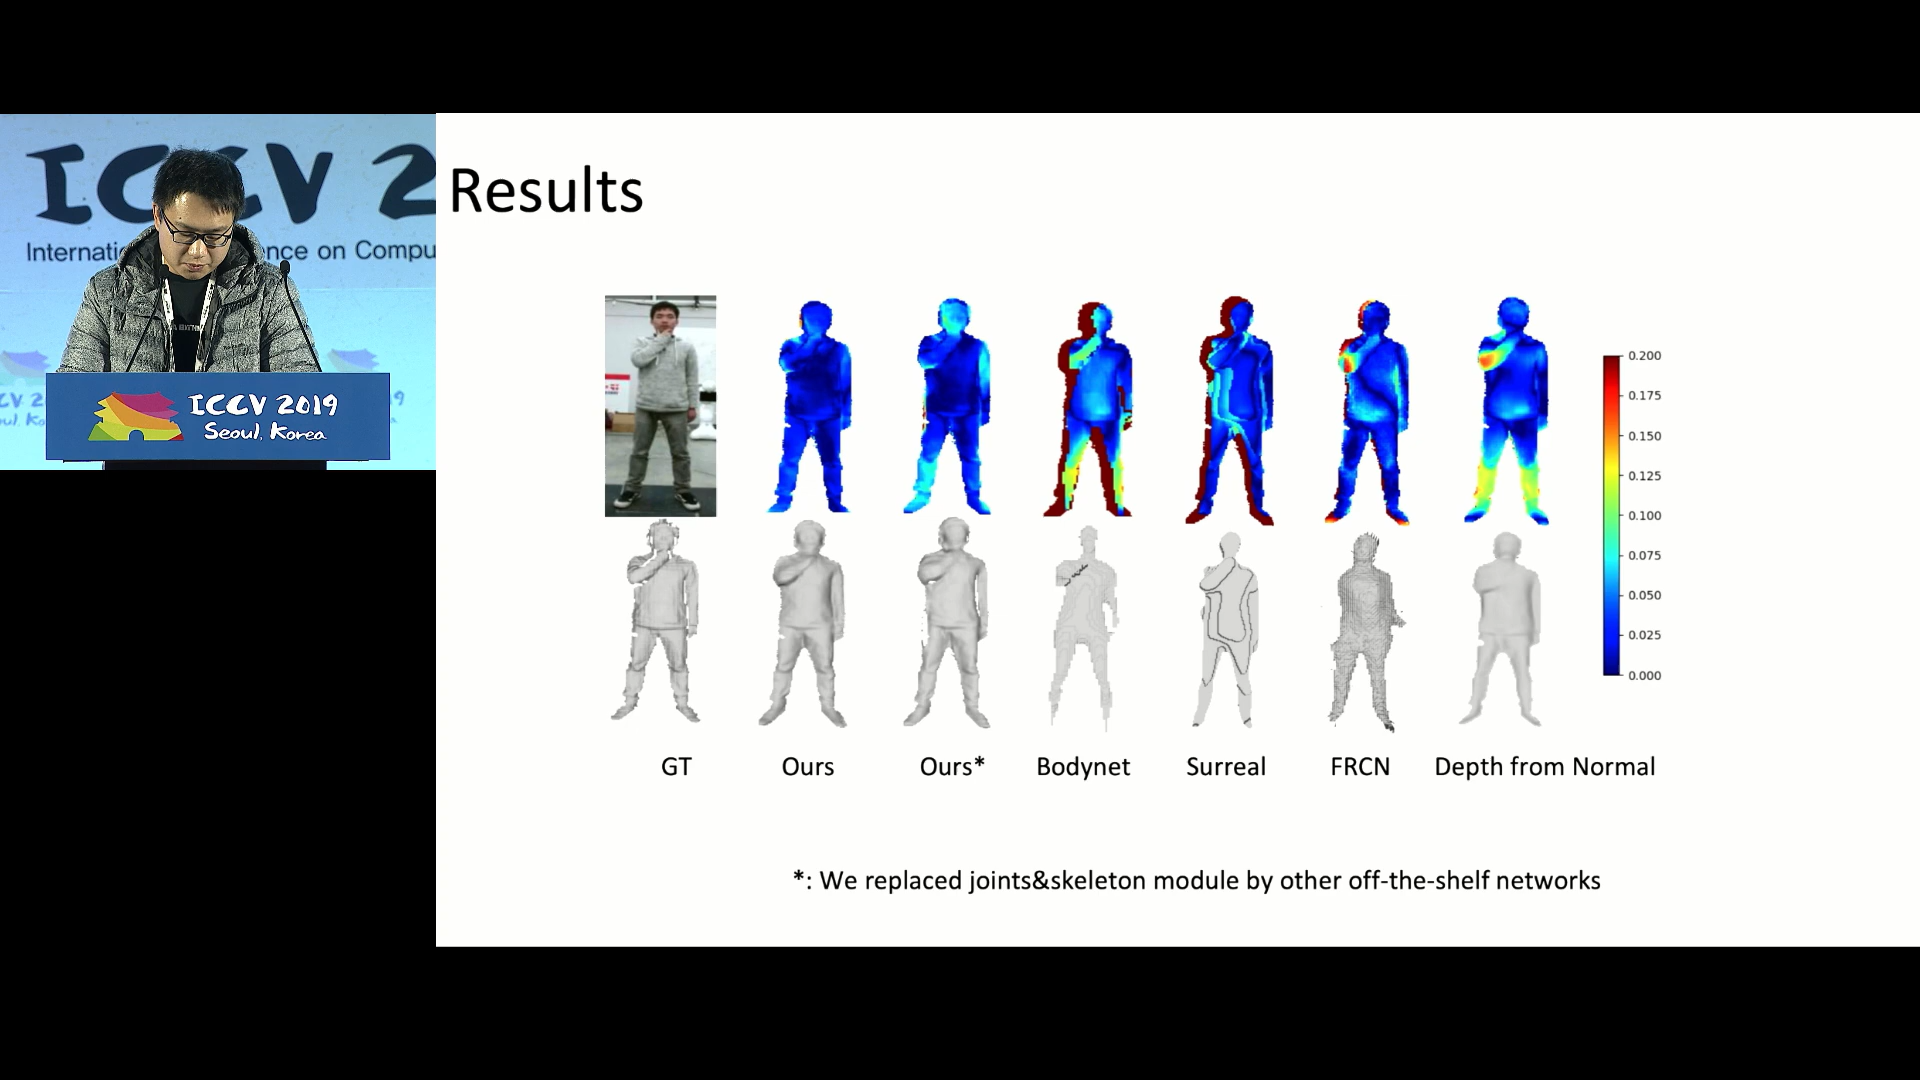 ICCV 2
Internati nce on Compu
ICCV 2019
Seoul, Korea
Results
0.200
0.175
0.150
0.125
0.100
0.075
0.050
0.025
0.000
GT
Ours
Ours*
Bodynet
Surreal
FRCN
Depth from Normal
*: We replaced joints&skeleton module by other off-the-shelf networks